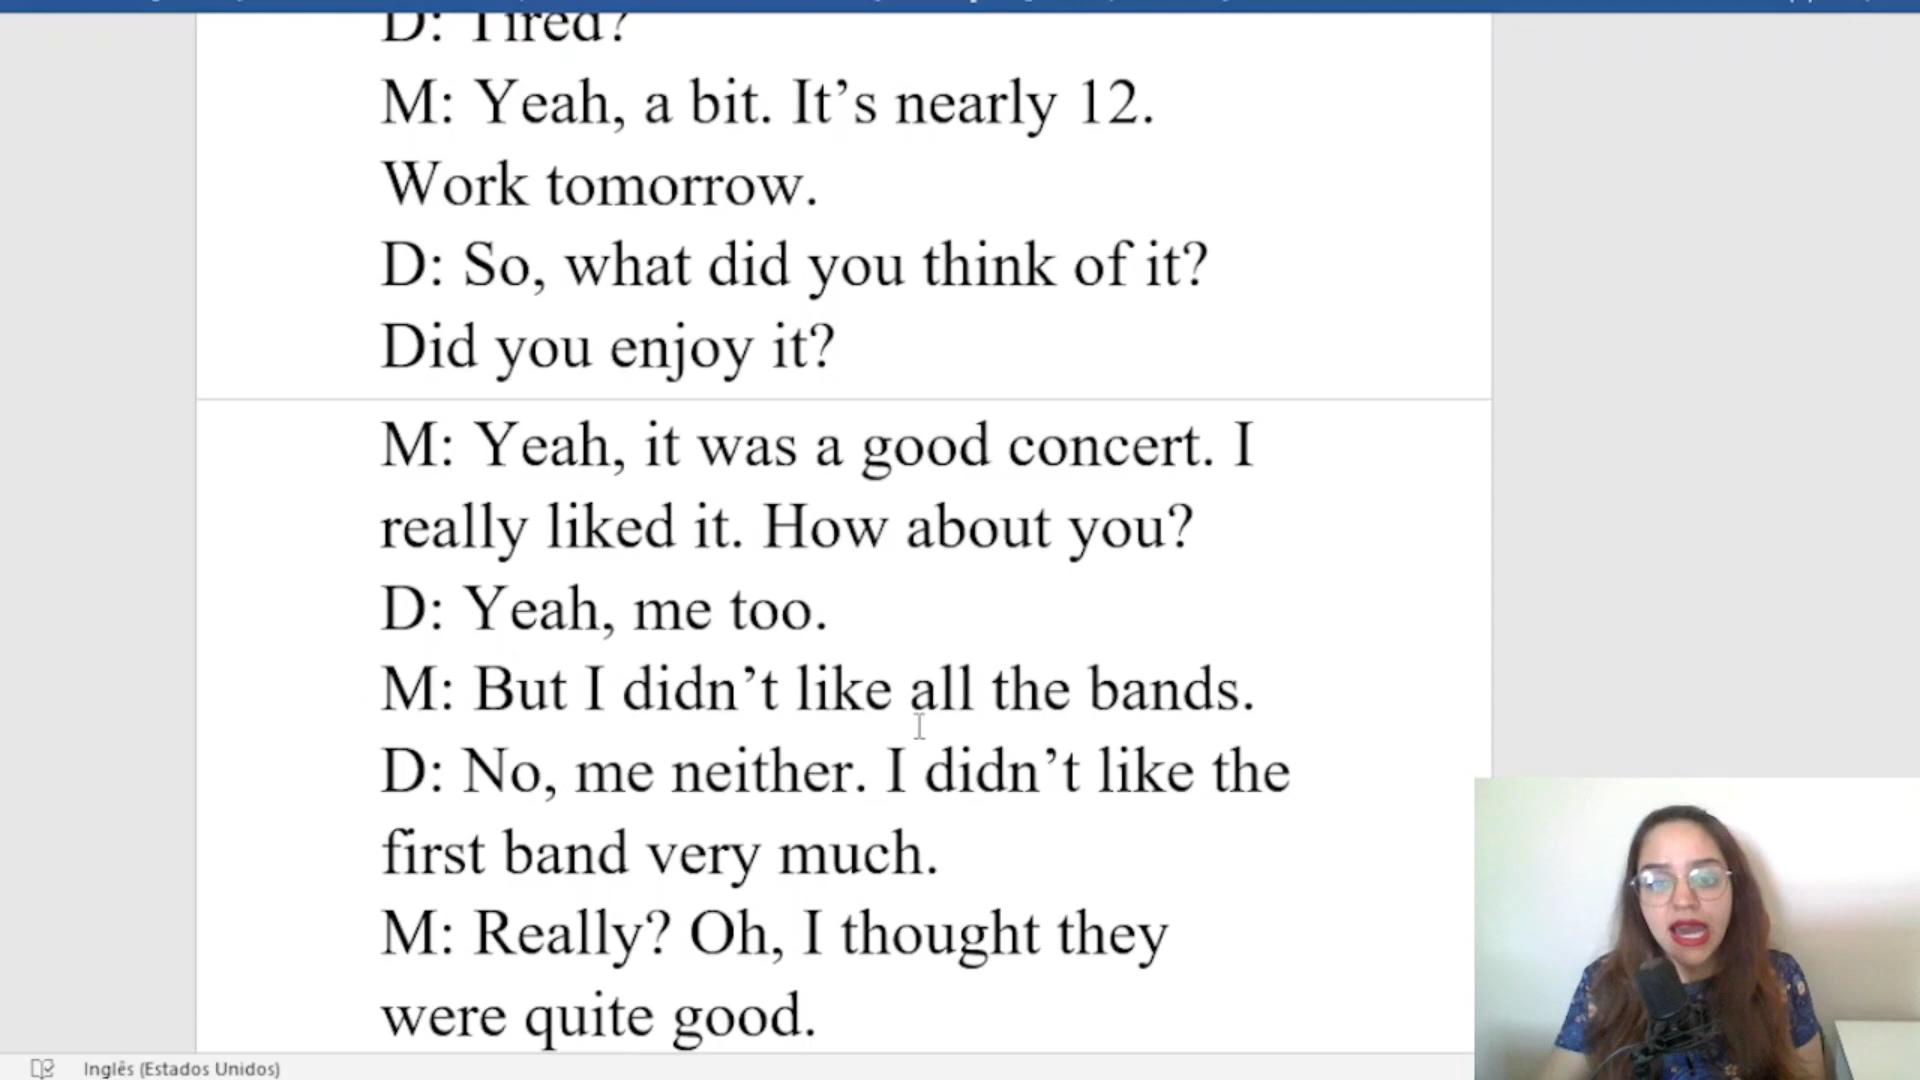 D: Tired?
M: Yeah, a bit. It’s nearly 12.
Work tomorrow.
D: So, what did you think of it?
Did you enjoy it?
M: Yeah, it was a good concert. I
really liked it. How about you?
D: Yeah, me too.
M: But I didn’t like all the bands.
D: No, me neither. I didn’t like the
first band very much.
M: Really? Oh, I thought they
were quite good.
Inglês (Estados Unidos)